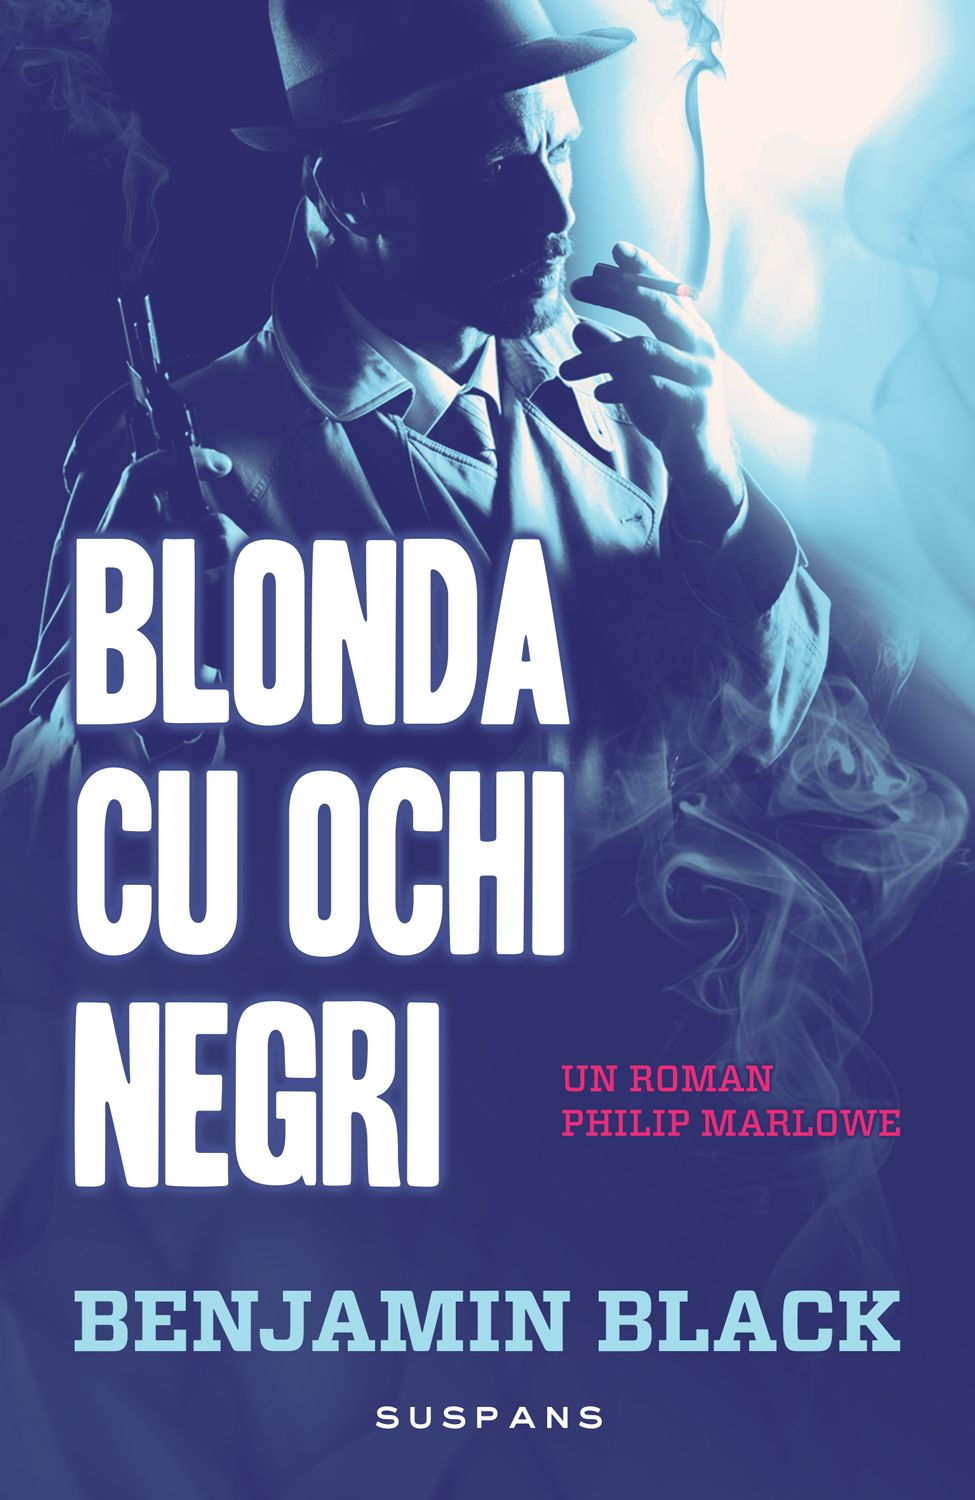 BLONDA
CU OCHI
NEGRI
UN ROMAN
PHILIP MARLOWE
BENJAMIN BLACK
SUSPANS